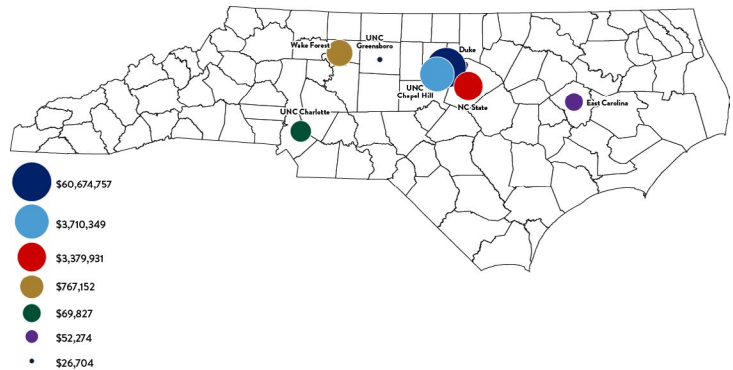 UNC
Greensboro
Wake Forest
Duke
UNC
Chapel Hill
NC State
East Carolina
UNC Charlotte
$60,674,757
$3,710,349
$3,379,931
$767,152
$69,827
$52,274
$26,704